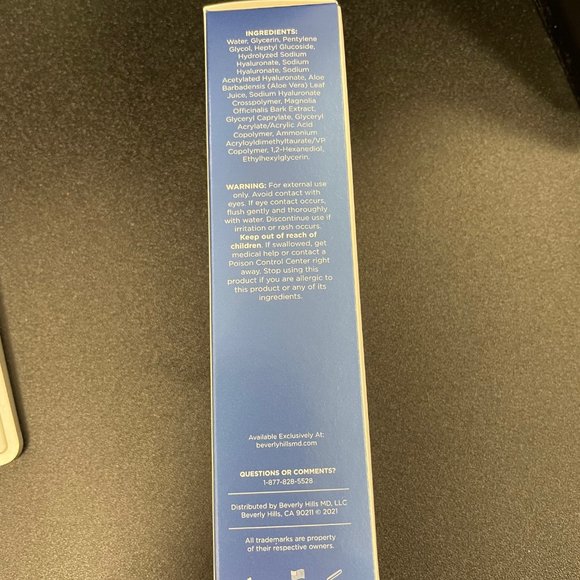 INGREDIENTS:
Water, Glycerin, Pentylene
Glycol, Heptyl Glucoside,
Hydrolyzed Sodium
Hyaluronate, Sodium
Hyaluronate, Sodium
Acetylated Hyaluronate, Aloe
Barbadensis (Aloe Vera) Leaf
Juice, Sodium Hyaluronate
Crosspolymer, Magnolia
Officinalis Bark Extract,
Glyceryl Caprylate, Glyceryl
Acrylate/Acrylic Acid
Copolymer, Ammonium
Acryloyldimethyltaurate/VP
Copolymer, 1,2-Hexanediol,
Ethylhexylglycerin.
WARNING: For external use
only. Avoid contact with
eyes. If eye contact occurs,
flush gently and thoroughly
with water. Discontinue use if
irritation or rash occurs.
Keep out of reach of
children. If swallowed, get
medical help or contact a
Poison Control Center right
away. Stop using this
product if you are allergic to
this product or any of its
ingredients.
Available Exclusively At:
beverlyhillsmd.com
QUESTIONS OR COMMENTS?
1-877-828-5528
Distributed by Beverly Hills MD, LLC
Beverly Hills, CA 90211 © 2021
All trademarks are property
of their respective owners.